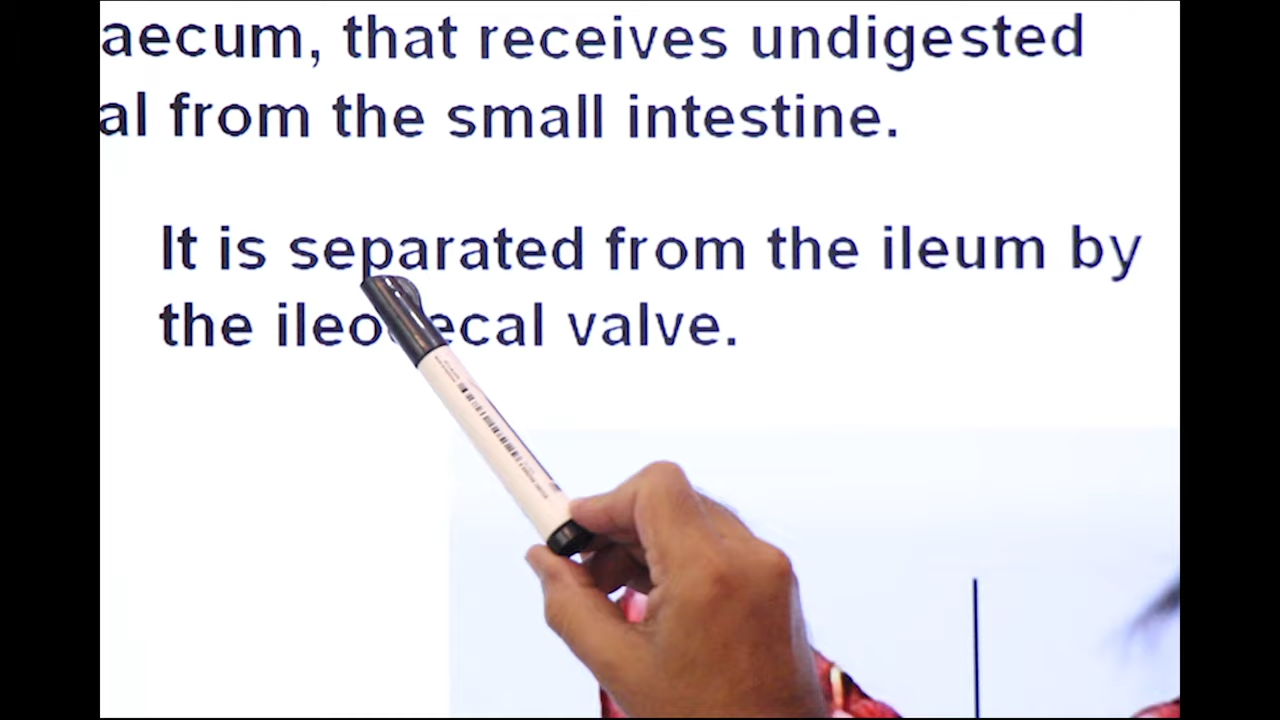 aecum, that receives undigested
al from the small intestine.
It is separated from the ileum by
the valve.